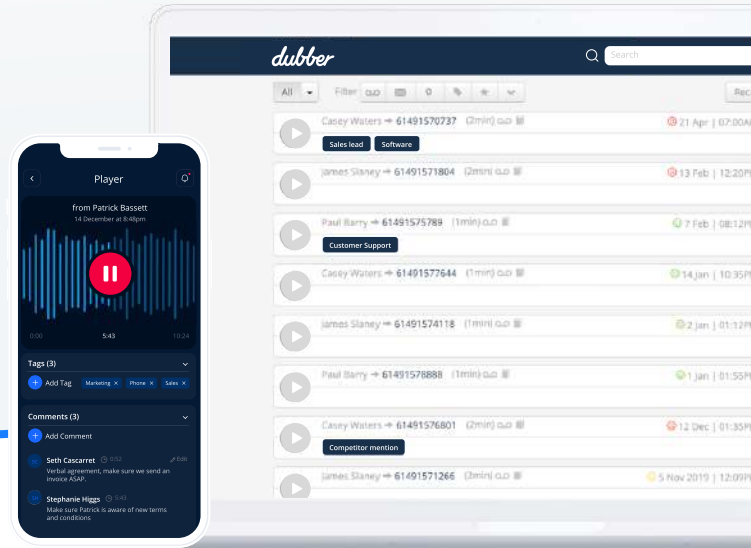 dubber
Search
All
Filter
Rec
Casey Waters → 61491570737 (2min) 21 Apr | 07:00A
Sales lead Software
James Slaney → 61491571804 (2min) 13 Feb | 12:20P
Paul Barry → 61491575789 (1min) 7 Feb | 08:12P
Customer Support
Casey Waters → 61491577644 (1min) 14 Jan | 10:35P
James Slaney → 61491574118 (1min) 2 Jan | 01:12P
Paul Barry → 61491578888 (1min) 1 Jan | 01:55P
Casey Waters → 61491576801 (2min) 12 Dec | 01:35P
Competitor mention
James Slaney → 61491571266 (2min) 5 Nov 2019 | 12:09P
Player
from Patrick Bassett
14 December at 8:48pm
0:00 5:43 10:24
Tags (3)
+ Add Tag Marketing × Phone × Sales ×
Comments (3)
+ Add Comment
Seth Cascarret 0:52 Edit
Verbal agreement, make sure we send an
invoice ASAP.
Stephanie Higgs 5:43
Make sure Patrick is aware of new terms
and conditions